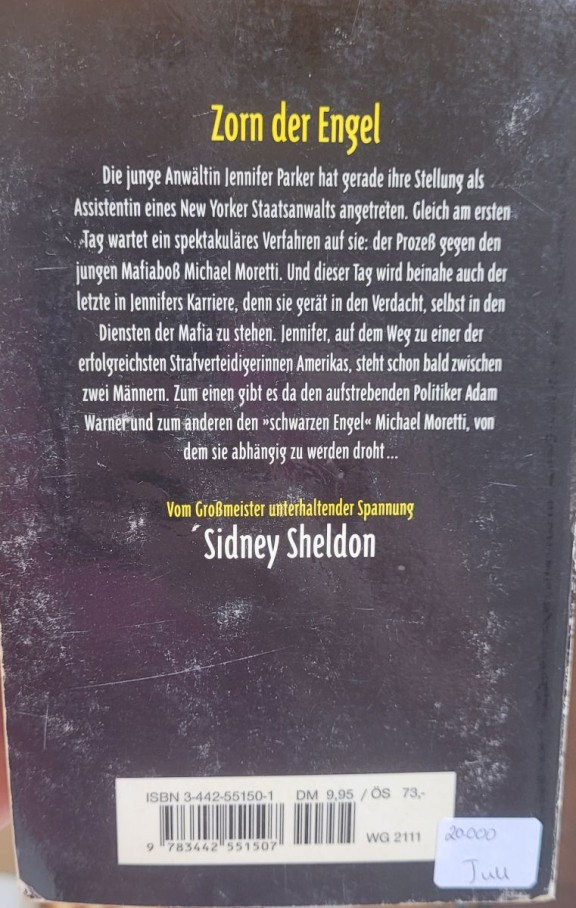 Zorn der Engel
Die junge Anwältin Jennifer Parker hat gerade ihre Stellung als
Assistentin eines New Yorker Staatsanwalts angetreten. Gleich am ersten
Tag wartet ein spektakuläres Verfahren auf sie: der Prozeß gegen den
jungen Mafiaboß Michael Moretti. Und dieser Tag wird beinahe auch der
letzte in Jennifers Karriere, denn sie gerät in den Verdacht, selbst in den
Diensten der Mafia zu stehen. Jennifer, auf dem Weg zu einer der
erfolgreichsten Strafverteidigerinnen Amerikas, steht schon bald zwischen
zwei Männern. Zum einen gibt es da den aufstrebenden Politiker Adam
Warner und zum anderen den »schwarzen Engel« Michael Moretti, von
dem sie abhängig zu werden droht...
Vom Großmeister unterhaltender Spannung
Sidney Sheldon
ISBN 3-442-55150-1 DM 9,95 / ÖS 73,-
9 783442 551507
WG 2111
20.000